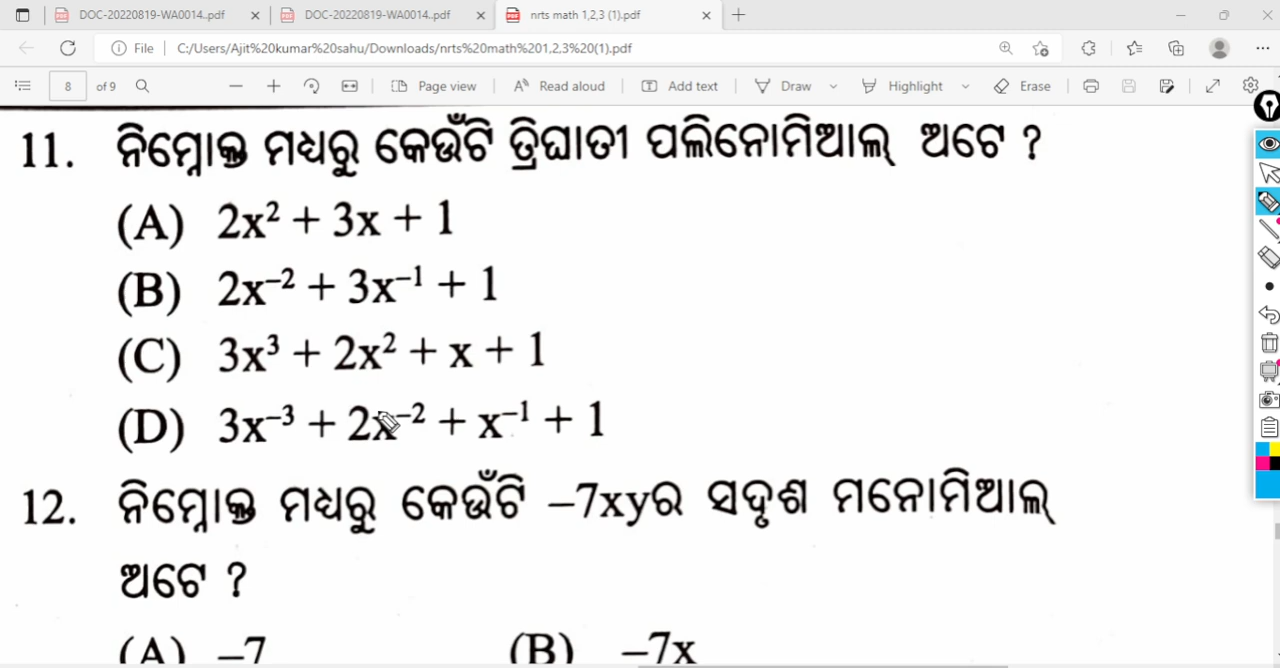 DOC-20220819-WA0014..pdf
DOC-20220819-WA0014..pdf
nrts math 1,2,3 (1).pdf
File C:/Users/Ajit%20kumar%20sahu/Downloads/nrts%20math%201,2,3%20(1).pdf
8 of 9 Page view Read aloud Add text Draw Highlight Erase
11. ନିମ୍ନୋକ୍ତ ମଧ୍ୟରୁ କେଉଁଟି ତ୍ରିଘାତୀ ପଲିନୋମିଆଲ୍ ଅଟେ ?
(A) 2x² + 3x + 1
(B) 2x⁻² + 3x⁻¹ + 1
(C) 3x³ + 2x² + x + 1
(D) 3x⁻³ + 2x⁻² + x⁻¹ + 1
12. ନିମ୍ନୋକ୍ତ ମଧ୍ୟରୁ କେଉଁଟି –7xyର ସଦୃଶ ମନୋମିଆଲ୍
ଅଟେ ?
(A) –7 (B) –7x